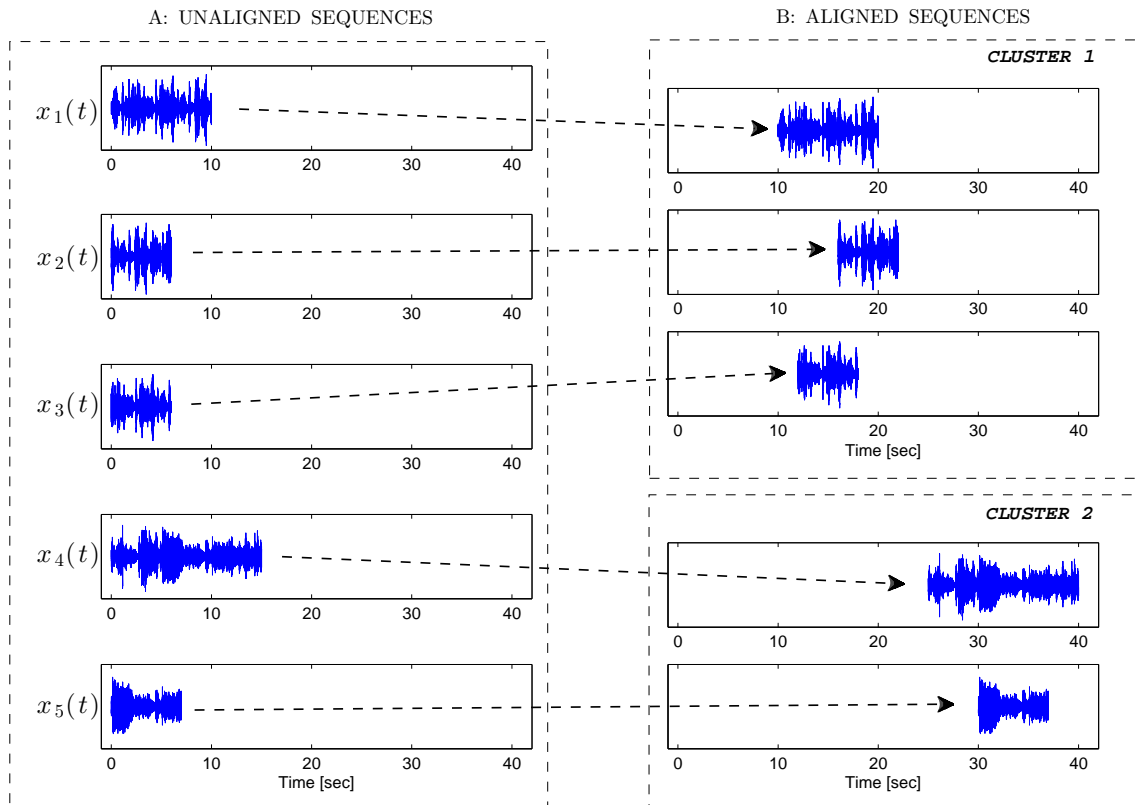 A: UNALIGNED SEQUENCES
x₁(t)
0 10 20 30 40
x₂(t)
0 10 20 30 40
x₃(t)
0 10 20 30 40
x₄(t)
0 10 20 30 40
x₅(t)
0 10 20 30 40
Time [sec]
B: ALIGNED SEQUENCES
CLUSTER 1
0 10 20 30 40
0 10 20 30 40
0 10 20 30 40
Time [sec]
CLUSTER 2
0 10 20 30 40
0 10 20 30 40
Time [sec]